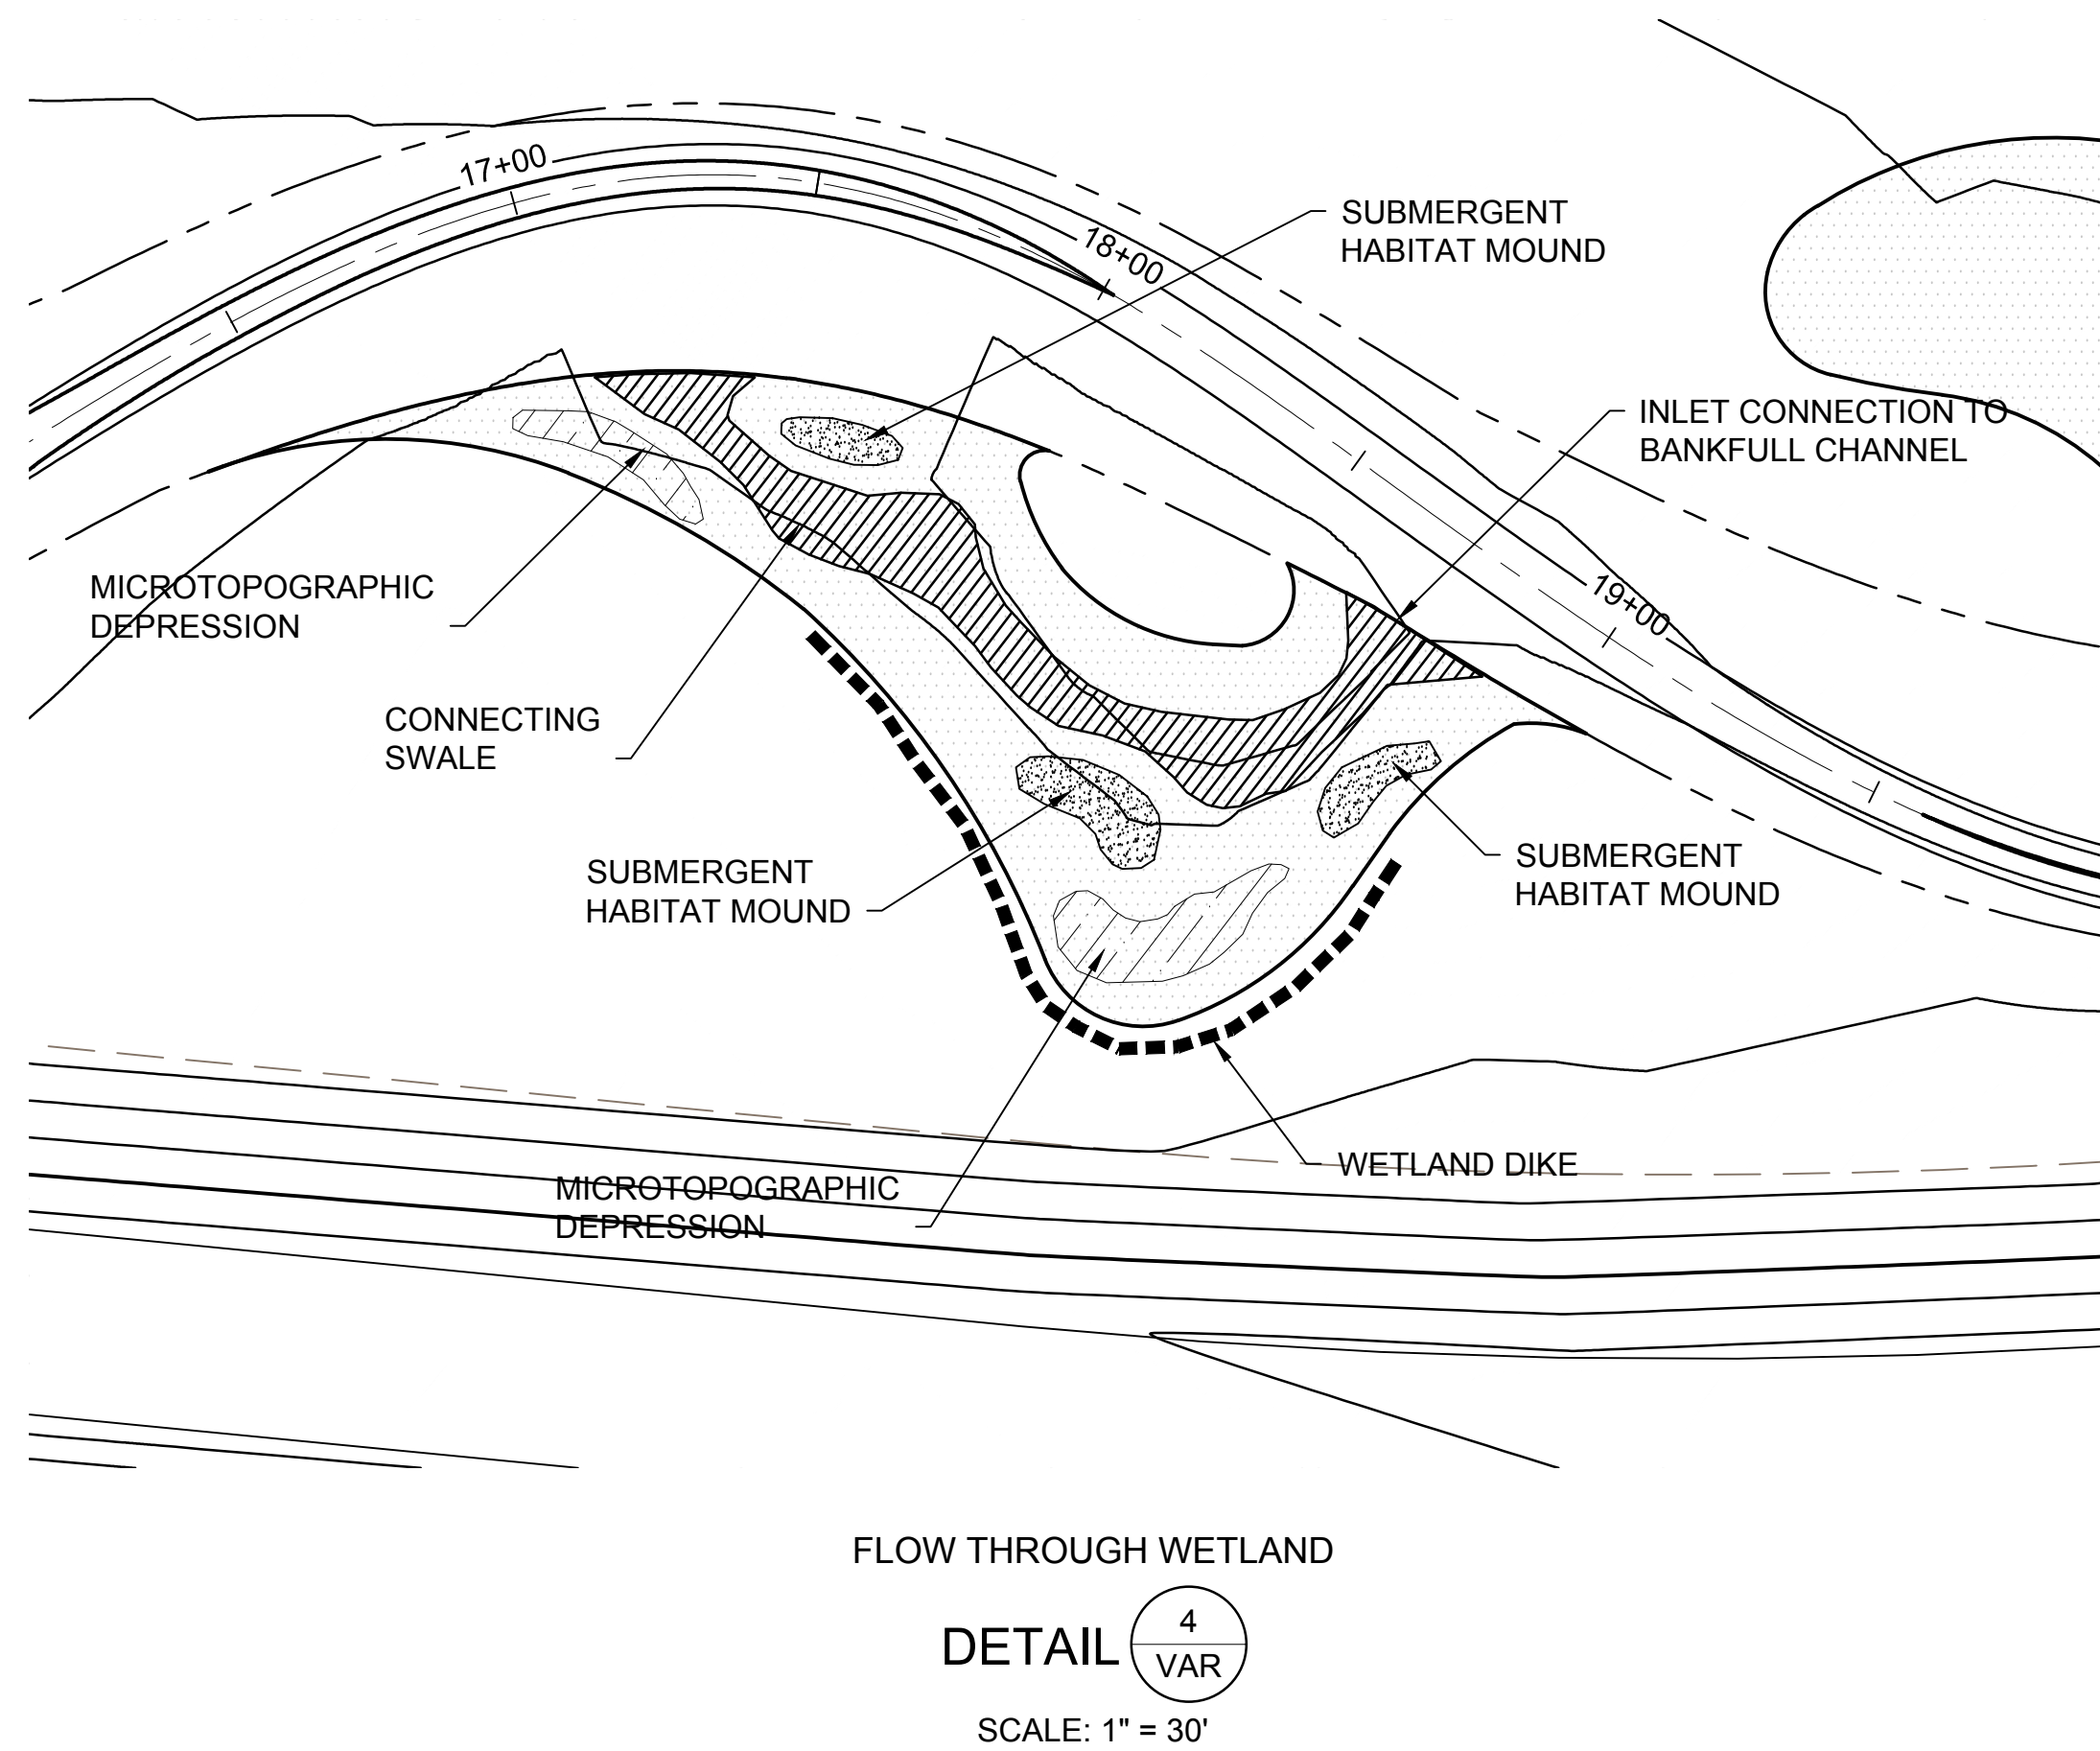 17+00
SUBMERGENT
HABITAT MOUND
18+00
INLET CONNECTION TO
BANKFULL CHANNEL
MICROTOPOGRAPHIC
DEPRESSION
19+00
CONNECTING
SWALE
SUBMERGENT
HABITAT MOUND
SUBMERGENT
HABITAT MOUND
WETLAND DIKE
MICROTOPOGRAPHIC
DEPRESSION
FLOW THROUGH WETLAND
DETAIL
4
VAR
SCALE: 1" = 30'